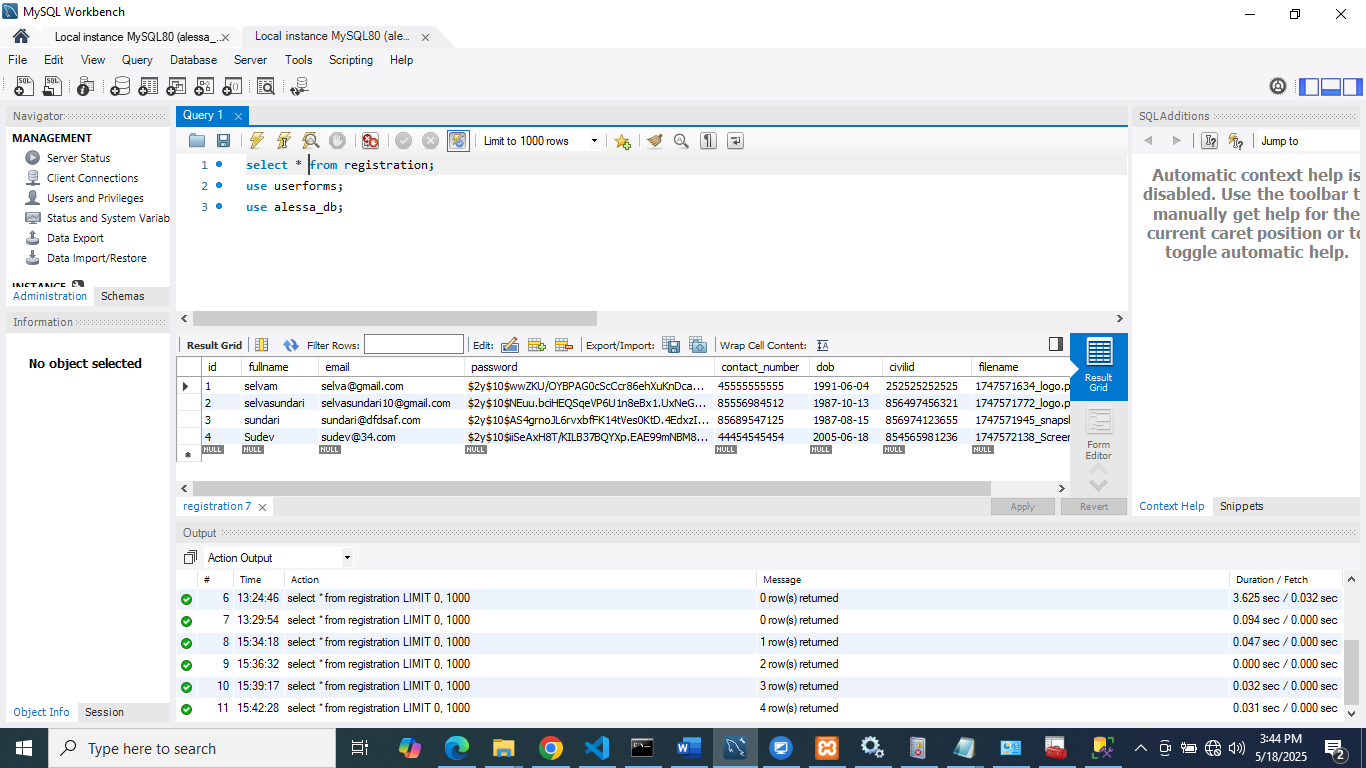 MySQL Workbench
Local instance MySQL80 (alessa_...
Local instance MySQL80 (ale...
File Edit View Query Database Server Tools Scripting Help
Navigator
MANAGEMENT
Server Status
Client Connections
Users and Privileges
Status and System Variab
Data Export
Data Import/Restore
INSTANCE
Administration Schemas
Information
No object selected
Object Info Session
Query 1
Limit to 1000 rows
1 select * from registration;
2 use userforms;
3 use alessa_db;
SQLAdditions
Jump to
Automatic context help is
disabled. Use the toolbar t
manually get help for the
current caret position or to
toggle automatic help.
Context Help Snippets
Result Grid Filter Rows: Edit: Export/Import: Wrap Cell Content:
id fullname email password contact_number dob civilid filename
1 selvam selva@gmail.com $2y$10$wwZKU/OYBPAG0cScCcr86ehXuKnDca... 45555555555 1991-06-04 252525252525 1747571634_logo.p
2 selvasundari selvasundari10@gmail.com $2y$10$NEuu.bciHEQSqeVP6U1n8eBx1.UxNeG... 85556984512 1987-10-13 856497456321 1747571772_logo.p
3 sundari sundari@dfdsaf.com $2y$10$AS4grnoJL6rvxbfFK14tVes0KtD.4EdxzI... 85689547125 1987-08-15 856974123655 1747571945_snapsh
4 Sudev sudev@34.com $2y$10$iSeAxH8T/KILB37BQYXp.EAE99mNBM8... 44454545454 2005-06-18 854565981236 1747572138_Screen
NULL NULL NULL NULL NULL NULL NULL NULL
Result
Grid
Form
Editor
registration 7 Apply Revert
Output
Action Output
# Time Action Message Duration / Fetch
6 13:24:46 select * from registration LIMIT 0, 1000 0 row(s) returned 3.625 sec / 0.032 sec
7 13:29:54 select * from registration LIMIT 0, 1000 0 row(s) returned 0.094 sec / 0.000 sec
8 15:34:18 select * from registration LIMIT 0, 1000 1 row(s) returned 0.047 sec / 0.000 sec
9 15:36:32 select * from registration LIMIT 0, 1000 2 row(s) returned 0.000 sec / 0.000 sec
10 15:39:17 select * from registration LIMIT 0, 1000 3 row(s) returned 0.032 sec / 0.000 sec
11 15:42:28 select * from registration LIMIT 0, 1000 4 row(s) returned 0.031 sec / 0.000 sec
Type here to search
3:44 PM
5/18/2025
2